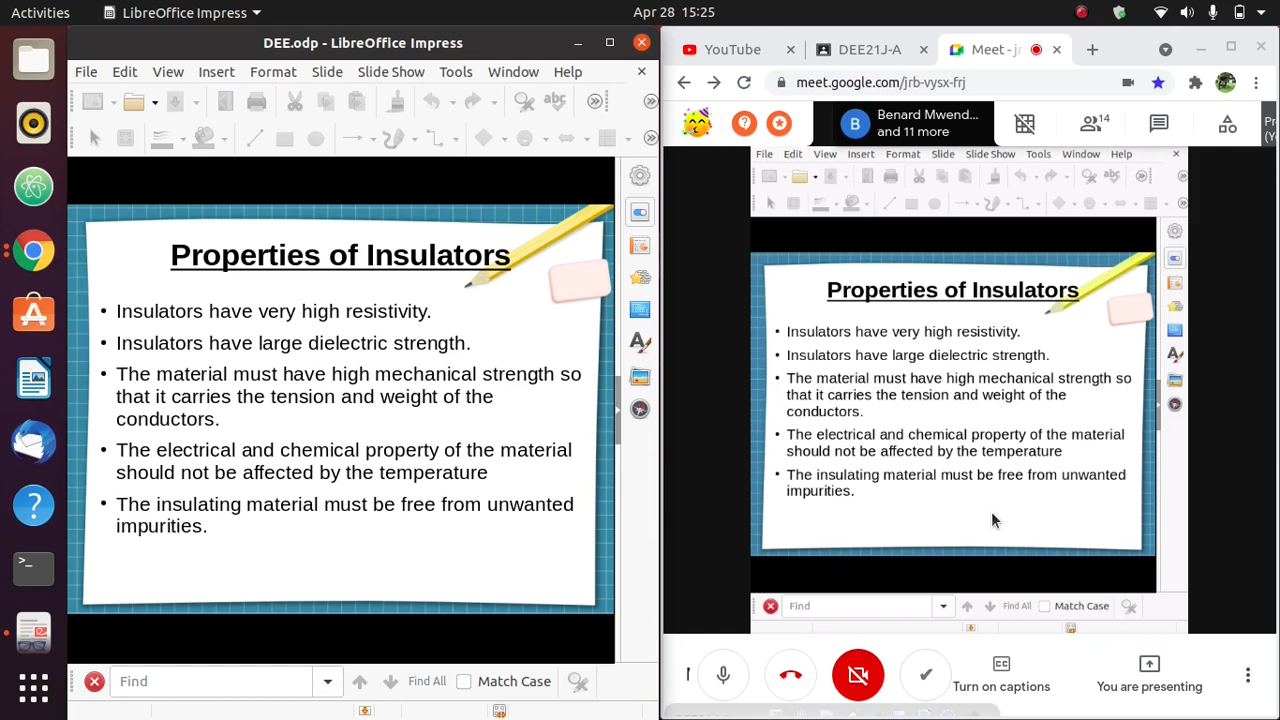 Activities
LibreOffice Impress
Apr 28 15:25
DEE.odp - LibreOffice Impress
File Edit View Insert Format Slide Slide Show Tools Window Help
Properties of Insulators
• Insulators have very high resistivity.
• Insulators have large dielectric strength.
• The material must have high mechanical strength so
that it carries the tension and weight of the
conductors.
• The electrical and chemical property of the material
should not be affected by the temperature
• The insulating material must be free from unwanted
impurities.
Find
Find All
Match Case
YouTube
DEE21J-A
Meet - jr
meet.google.com/jrb-vysx-frj
Benard Mwend...
and 11 more
14
File Edit View Insert Format Slide Slide Show Tools Window Help
Properties of Insulators
• Insulators have very high resistivity.
• Insulators have large dielectric strength.
• The material must have high mechanical strength so
that it carries the tension and weight of the
conductors.
• The electrical and chemical property of the material
should not be affected by the temperature
• The insulating material must be free from unwanted
impurities.
Find
Find All
Match Case
Turn on captions
You are presenting